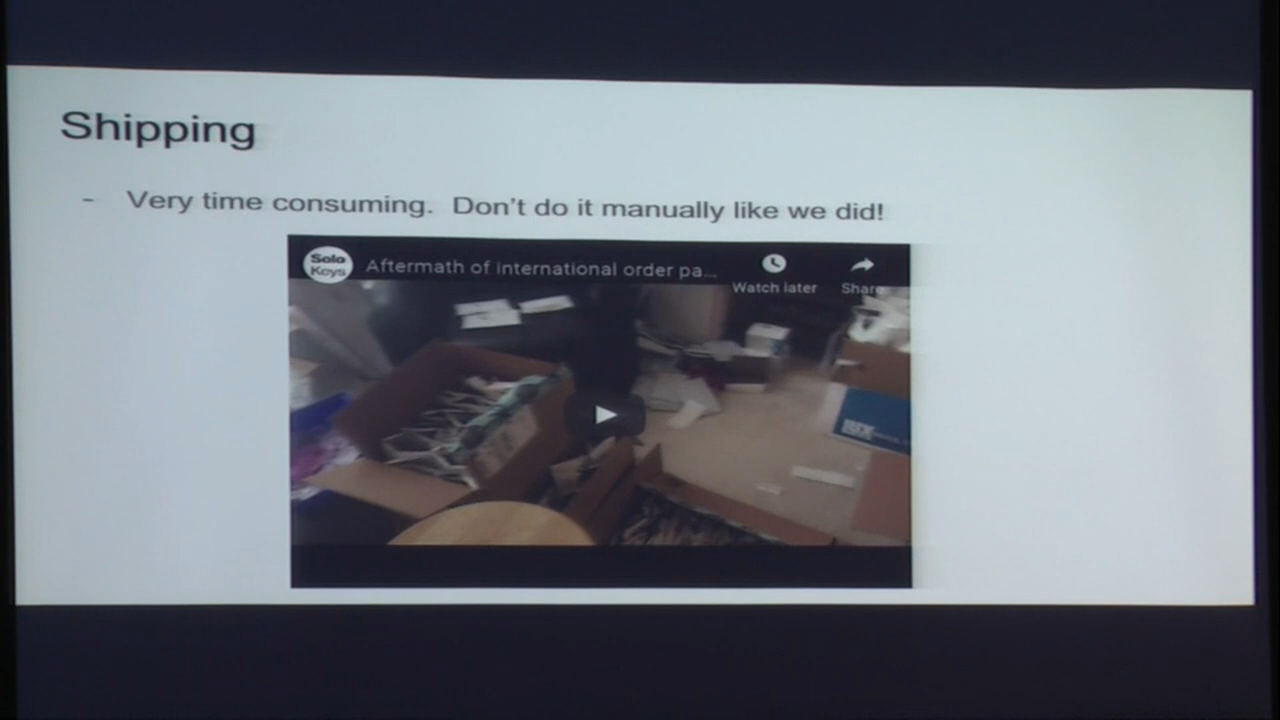 Shipping
- Very time consuming. Don't do it manually like we did!
Solo
Keys
Aftermath of international order pa...
Watch later
Share